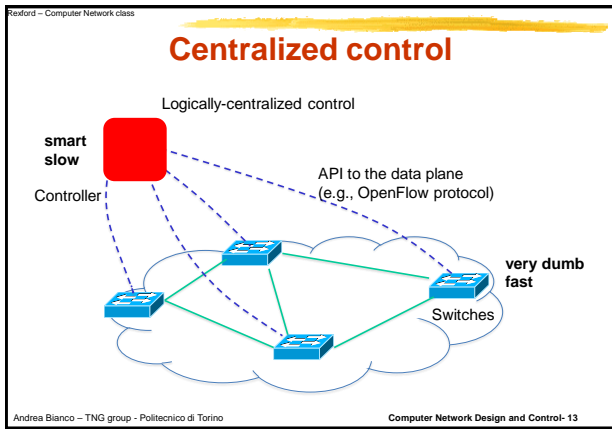 Rexford – Computer Network class
Centralized control
Logically-centralized control
smart
slow
Controller
API to the data plane
(e.g., OpenFlow protocol)
very dumb
fast
Switches
Andrea Bianco – TNG group - Politecnico di Torino
Computer Network Design and Control- 13